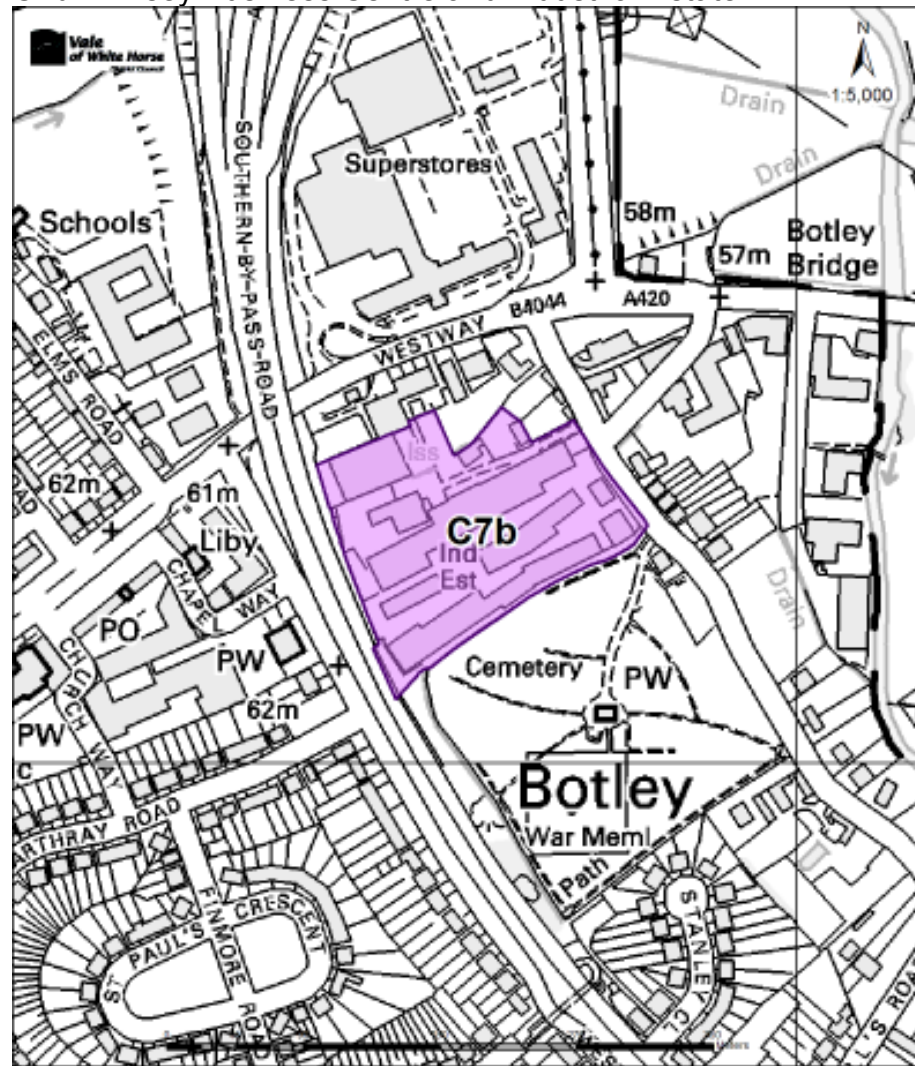 Vale
of White Horse
District Council
N
1:5,000
Drain
Superstores
Drain
SOUTHERN-BY-PASS-ROAD
Schools
58m
57m
Botley
Bridge
B4044
A420
WESTWAY
ELMS ROAD
62m
61m
Liby
C7b
Ind
Est
Drain
CHAPEL WAY
PO
PW
CHURCH WAY
Cemetery
PW
62m
PW
Botley
War Meml
ARTHRAY ROAD
Path
FINMORE ROAD
ST PAUL'S CRESCENT
STANLEY CL
L'S ROAD